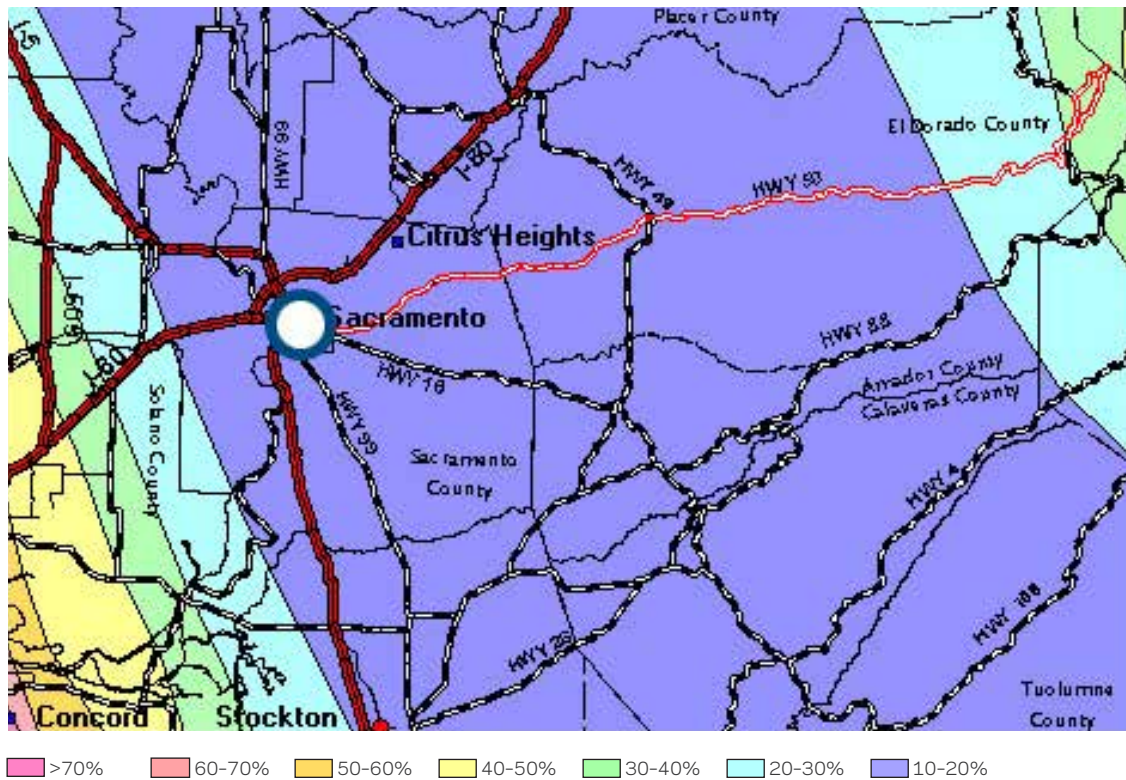 Placer County
I-5
HWY 99
El Dorado County
I-80
HWY 49
HWY 50
Citrus Heights
I-505
Sacramento
I-80
HWY 16
HWY 88
HWY 99
Solano County
Amador County
Calaveras County
Sacramento
County
HWY 4
HWY 26
HWY 108
Tuolumne
County
Concord
Stockton
>70%
60-70%
50-60%
40-50%
30-40%
20-30%
10-20%